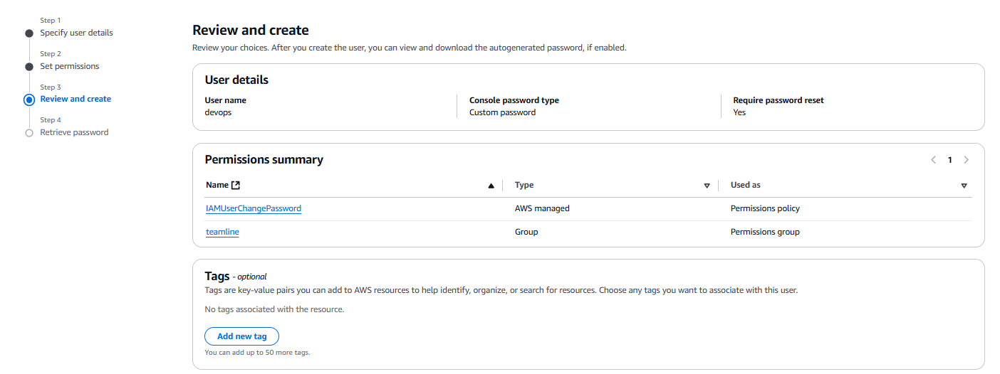 Step 1
Specify user details
Step 2
Set permissions
Step 3
Review and create
Step 4
Retrieve password
Review and create
Review your choices. After you create the user, you can view and download the autogenerated password, if enabled.
User details
User name
devops
Console password type
Custom password
Require password reset
Yes
Permissions summary
1
Name Type Used as
IAMUserChangePassword AWS managed Permissions policy
teamline Group Permissions group
Tags - optional
Tags are key-value pairs you can add to AWS resources to help identify, organize, or search for resources. Choose any tags you want to associate with this user.
No tags associated with the resource.
Add new tag
You can add up to 50 more tags.